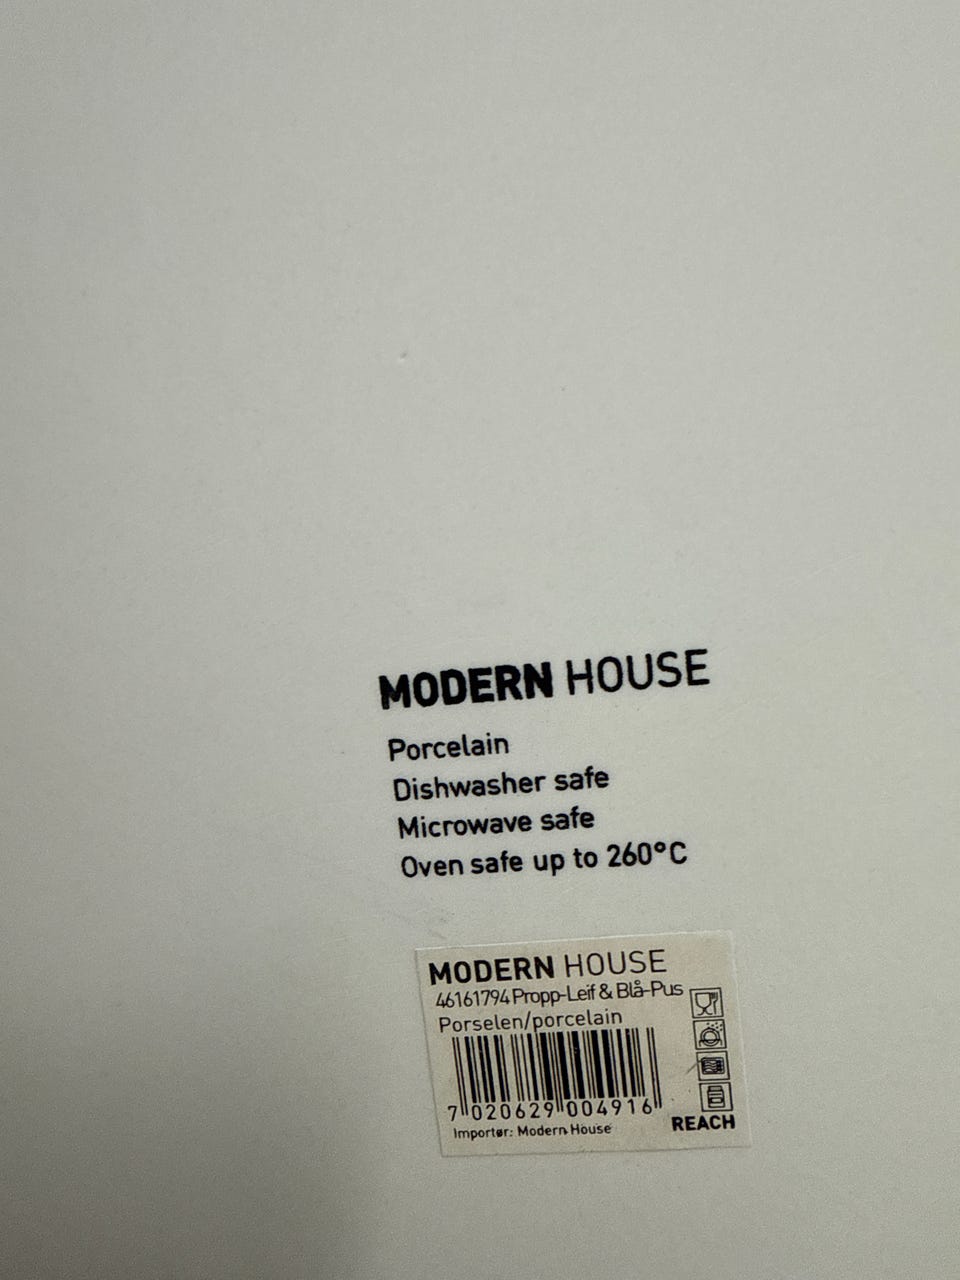 MODERN HOUSE
Porcelain
Dishwasher safe
Microwave safe
Oven safe up to 260°C
MODERN HOUSE
46161794 Propp-Leif & Blå-Pus
Porselen/porcelain
7 020629 004916
Importør: Modern House
REACH